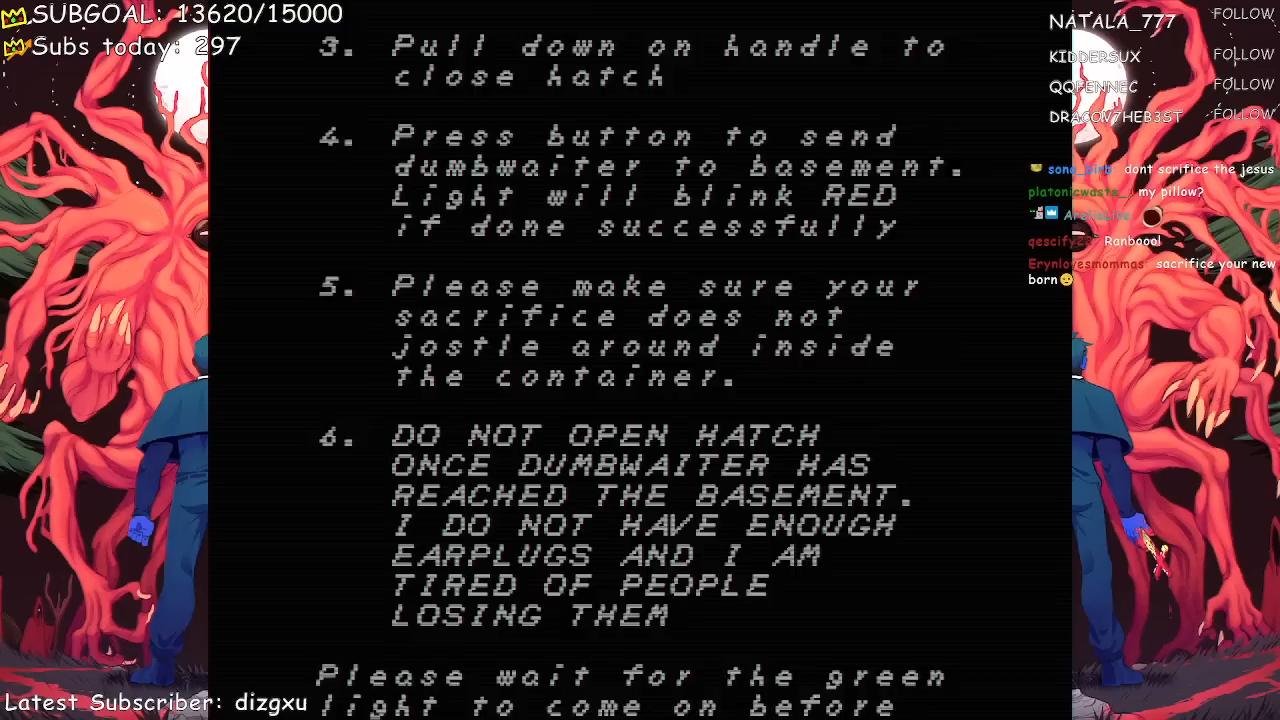 SUBGOAL: 13620/15000
Subs today: 297
3. Pull down on handle to
close hatch
4. Press button to send
dumbwaiter to basement.
Light will blink RED
if done successfully
5. Please make sure your
sacrifice does not
jostle around inside
the container.
6. DO NOT OPEN HATCH
ONCE DUMBWAITER HAS
REACHED THE BASEMENT.
I DO NOT HAVE ENOUGH
EARPLUGS AND I AM
TIRED OF PEOPLE
LOSING THEM
Please wait for the green
light to come on before
Latest Subscriber: dizgxu
NATALA_777 FOLLOW
KIDDERSUX FOLLOW
QQFENNEC FOLLOW
DRACOV7HEB3ST FOLLOW
dont scrifice the jesus
my pillow?
Ranbooo!
Erynlovesmommas sacrifice your new
born